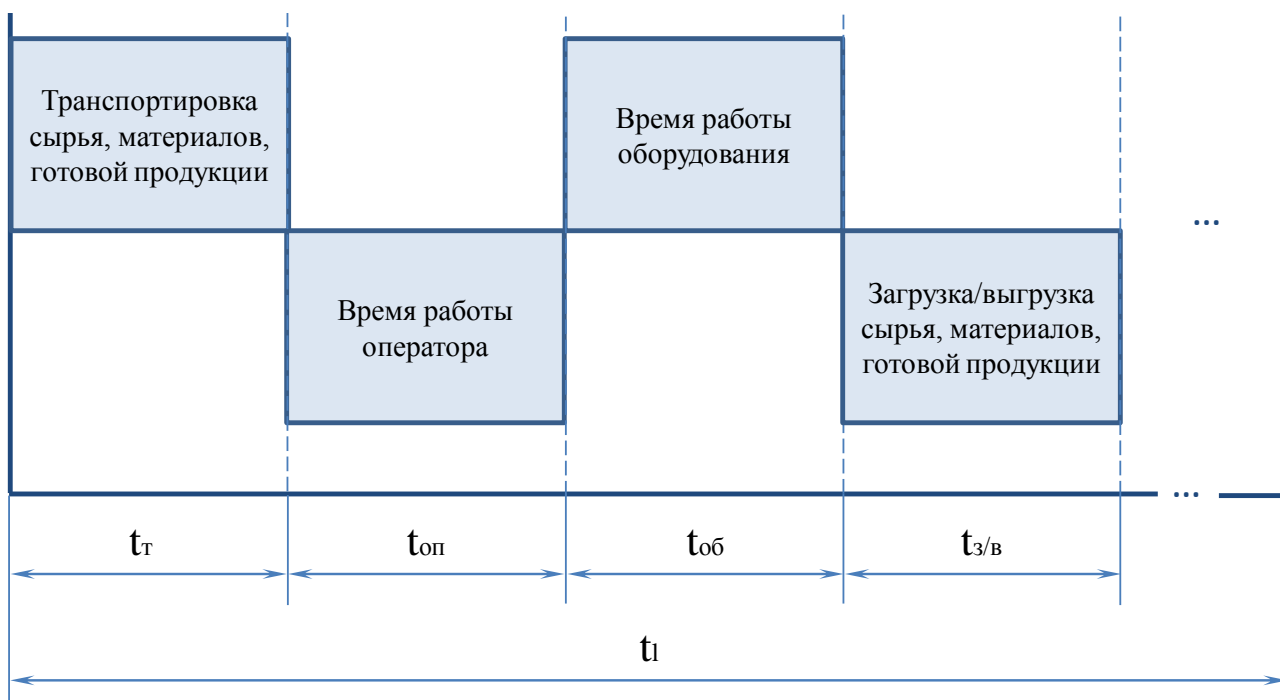 Транспортировка
сырья, материалов,
готовой продукции
Время работы
оборудования
...
Время работы
оператора
Загрузка/выгрузка
сырья, материалов,
готовой продукции
...
tт
tоп
tоб
tз/в
tl